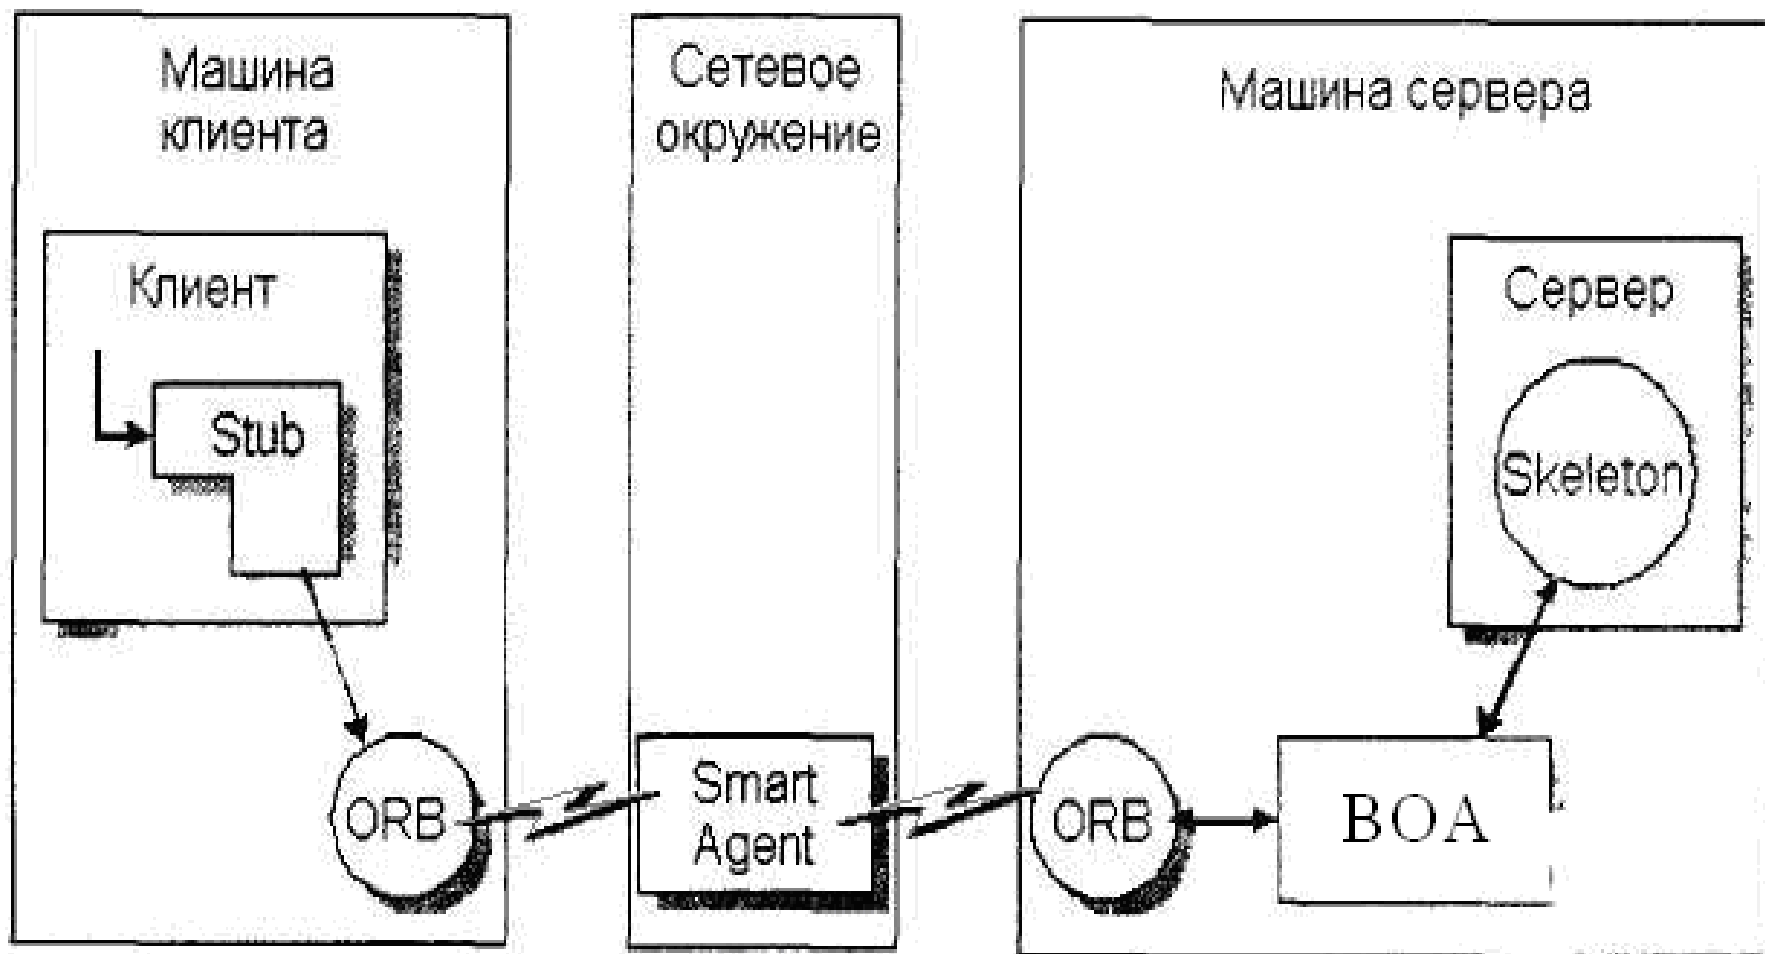 Машина
клиента
Клиент
Stub
ORB
Сетевое
окружение
Smart
Agent
Машина сервера
Сервер
Skeleton
ORB
BOA